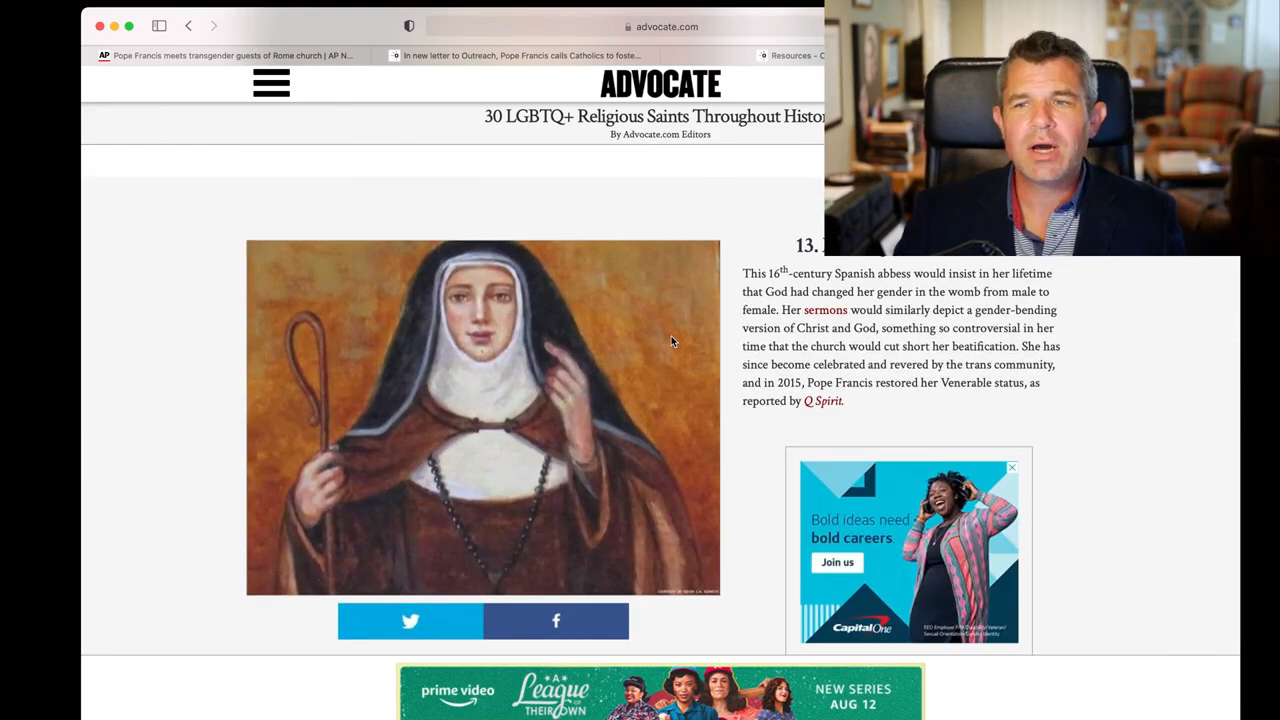 advocate.com
AP Pope Francis meets transgender guests of Rome church | AP N...
In new letter to Outreach, Pope Francis calls Catholics to foste...
Resources - O
ADVOCATE
30 LGBTQ+ Religious Saints Throughout Histor
By Advocate.com Editors
13.
This 16th-century Spanish abbess would insist in her lifetime
that God had changed her gender in the womb from male to
female. Her sermons would similarly depict a gender-bending
version of Christ and God, something so controversial in her
time that the church would cut short her beatification. She has
since become celebrated and revered by the trans community,
and in 2015, Pope Francis restored her Venerable status, as
reported by Q Spirit.
Bold ideas need
bold careers
Join us
Capital One
prime video
A
League
OF
THEIR OWN
NEW SERIES
AUG 12